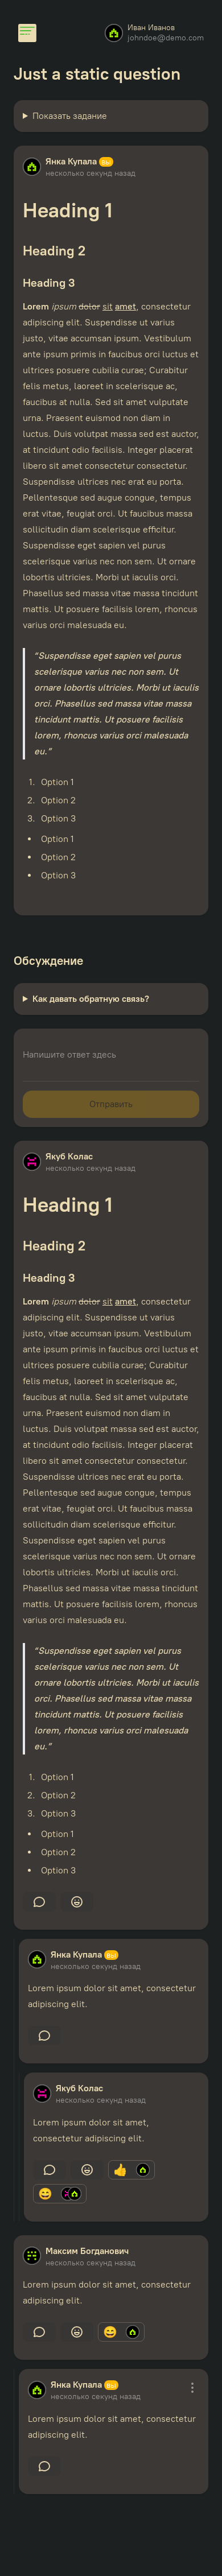 Иван Иванов
johndoe@demo.com
Just a static question
Показать задание
Янка Купала вы
несколько секунд назад
Heading 1
Heading 2
Heading 3
Lorem ipsum dolor sit amet, consectetur
adipiscing elit. Suspendisse ut varius
justo, vitae accumsan ipsum. Vestibulum
ante ipsum primis in faucibus orci luctus et
ultrices posuere cubilia curae; Curabitur
felis metus, laoreet in scelerisque ac,
faucibus at nulla. Sed sit amet vulputate
urna. Praesent euismod non diam in
luctus. Duis volutpat massa sed est auctor,
at tincidunt odio facilisis. Integer placerat
libero sit amet consectetur consectetur.
Suspendisse ultrices nec erat eu porta.
Pellentesque sed augue congue, tempus
erat vitae, feugiat orci. Ut faucibus massa
sollicitudin diam scelerisque efficitur.
Suspendisse eget sapien vel purus
scelerisque varius nec non sem. Ut ornare
lobortis ultricies. Morbi ut iaculis orci.
Phasellus sed massa vitae massa tincidunt
mattis. Ut posuere facilisis lorem, rhoncus
varius orci malesuada eu.
“Suspendisse eget sapien vel purus
scelerisque varius nec non sem. Ut
ornare lobortis ultricies. Morbi ut iaculis
orci. Phasellus sed massa vitae massa
tincidunt mattis. Ut posuere facilisis
lorem, rhoncus varius orci malesuada
eu.”
1. Option 1
2. Option 2
3. Option 3
• Option 1
• Option 2
• Option 3
Обсуждение
Как давать обратную связь?
Напишите ответ здесь
Отправить
Якуб Колас
несколько секунд назад
Heading 1
Heading 2
Heading 3
Lorem ipsum dolor sit amet, consectetur
adipiscing elit. Suspendisse ut varius
justo, vitae accumsan ipsum. Vestibulum
ante ipsum primis in faucibus orci luctus et
ultrices posuere cubilia curae; Curabitur
felis metus, laoreet in scelerisque ac,
faucibus at nulla. Sed sit amet vulputate
urna. Praesent euismod non diam in
luctus. Duis volutpat massa sed est auctor,
at tincidunt odio facilisis. Integer placerat
libero sit amet consectetur consectetur.
Suspendisse ultrices nec erat eu porta.
Pellentesque sed augue congue, tempus
erat vitae, feugiat orci. Ut faucibus massa
sollicitudin diam scelerisque efficitur.
Suspendisse eget sapien vel purus
scelerisque varius nec non sem. Ut ornare
lobortis ultricies. Morbi ut iaculis orci.
Phasellus sed massa vitae massa tincidunt
mattis. Ut posuere facilisis lorem, rhoncus
varius orci malesuada eu.
“Suspendisse eget sapien vel purus
scelerisque varius nec non sem. Ut
ornare lobortis ultricies. Morbi ut iaculis
orci. Phasellus sed massa vitae massa
tincidunt mattis. Ut posuere facilisis
lorem, rhoncus varius orci malesuada
eu.”
1. Option 1
2. Option 2
3. Option 3
• Option 1
• Option 2
• Option 3
Янка Купала вы
несколько секунд назад
Lorem ipsum dolor sit amet, consectetur
adipiscing elit.
Якуб Колас
несколько секунд назад
Lorem ipsum dolor sit amet,
consectetur adipiscing elit.
Максим Богданович
несколько секунд назад
Lorem ipsum dolor sit amet, consectetur
adipiscing elit.
Янка Купала вы
несколько секунд назад
Lorem ipsum dolor sit amet, consectetur
adipiscing elit.